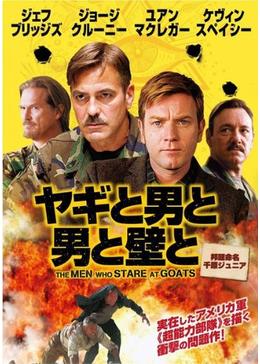 ジェフ ジョージ ユアン ケヴィン
ブリッジズ クルーニー マクレガー スペイシー
ヤギと男と
男と壁と
THE MEN WHO STARE AT GOATS
邦題命名
千原ジュニア
実在したアメリカ軍
《超能力部隊》を描く
衝撃の問題作!